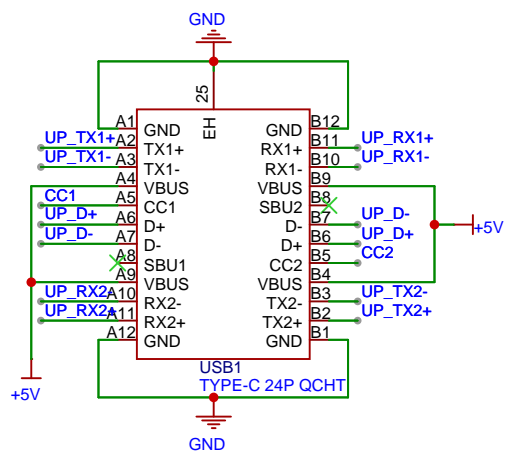 GND
25
EH
A1 GND GND B12
UP_TX1+ A2 TX1+ RX1+ B11 UP_RX1+
UP_TX1- A3 TX1- RX1- B10 UP_RX1-
A4 VBUS VBUS B9
CC1 A5 CC1 SBU2 B8
UP_D+ A6 D+ D- B7 UP_D-
+5V
UP_D- A7 D- D+ B6 UP_D+
A8 SBU1 CC2 B5 CC2
A9 VBUS VBUS B4
UP_RX2- A10 RX2- TX2- B3 UP_TX2-
UP_RX2+ A11 RX2+ TX2+ B2 UP_TX2+
A12 GND GND B1
USB1
TYPE-C 24P QCHT
+5V
GND